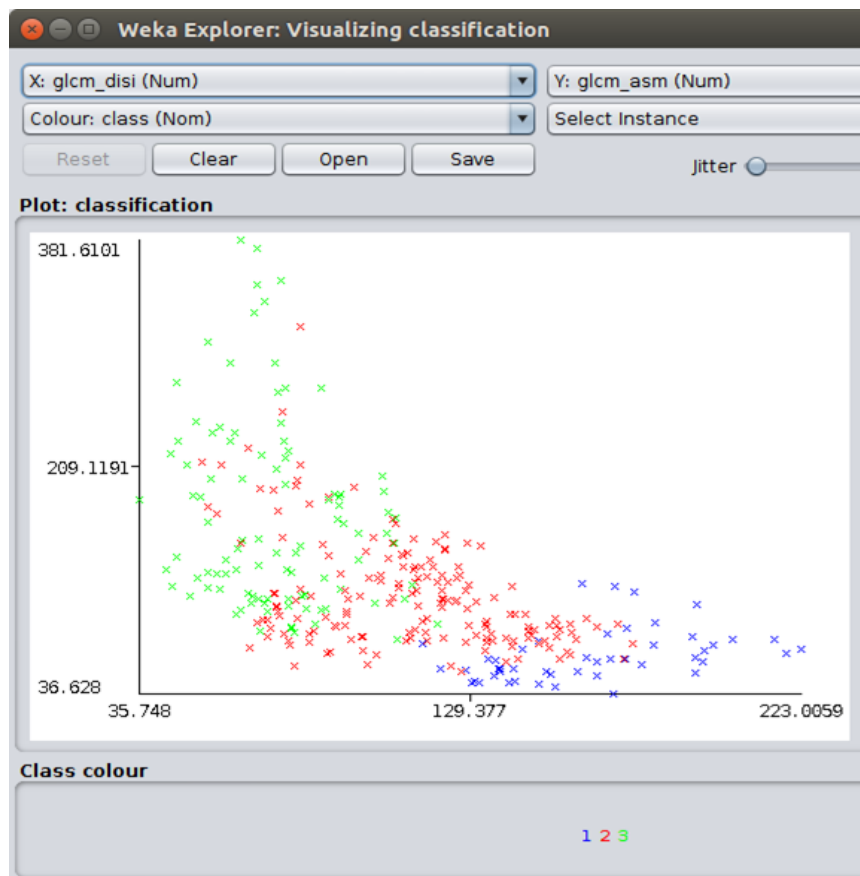 Weka Explorer: Visualizing classification
X: glcm_disi (Num) Y: glcm_asm (Num)
Colour: class (Nom) Select Instance
Reset Clear Open Save Jitter
Plot: classification
381.6101
209.1191
36.628
35.748 129.377 223.0059
Class colour
1 2 3